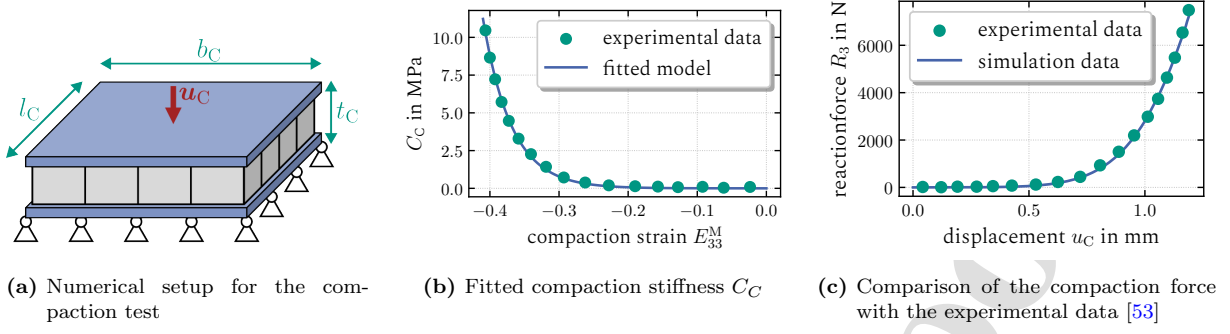 b_C
l_C
u_C
t_C
(a) Numerical setup for the com-
paction test
C_C in MPa
10.0
7.5
5.0
2.5
0.0
experimental data
fitted model
−0.4 −0.3 −0.2 −0.1 0.0
compaction strain E^M_33
(b) Fitted compaction stiffness C_C
reactionforce R_3 in N
6000
4000
2000
0
experimental data
simulation data
0.0 0.5 1.0
displacement u_C in mm
(c) Comparison of the compaction force
with the experimental data [53]